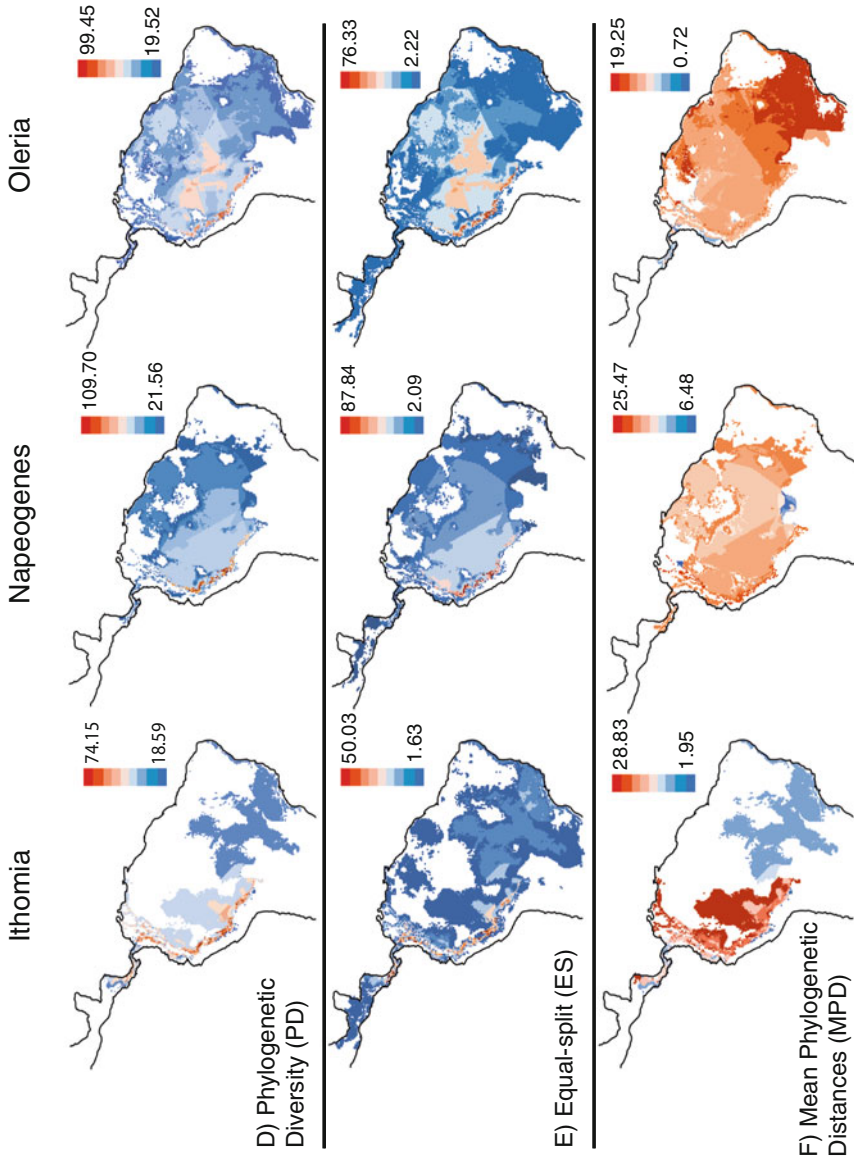 Ithomia
Napeogenes
Oleria
D) Phylogenetic
Diversity (PD)
74.15
18.59
109.70
21.56
99.45
19.52
E) Equal-split (ES)
50.03
1.63
87.84
2.09
76.33
2.22
F) Mean Phylogenetic
Distances (MPD)
28.83
1.95
25.47
6.48
19.25
0.72